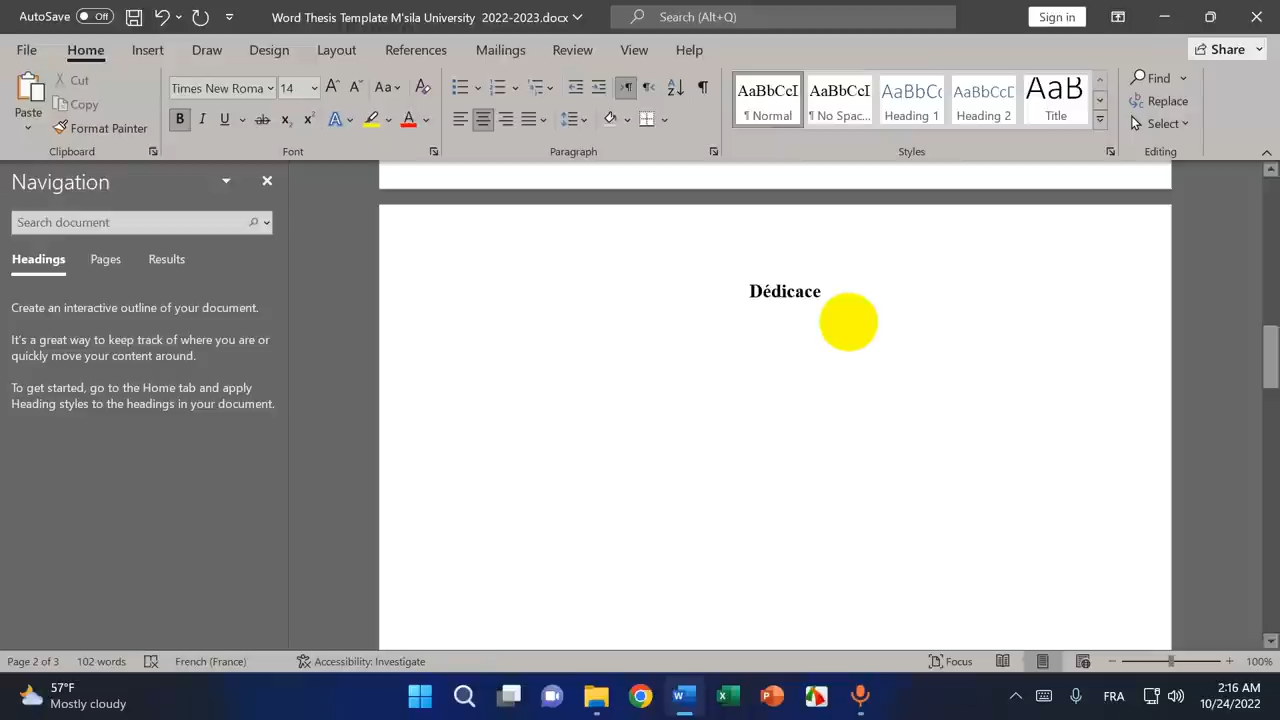 AutoSave Off Word Thesis Template M'sila University 2022-2023.docx Search (Alt+Q) Sign in
File Home Insert Draw Design Layout References Mailings Review View Help Share
Paste Cut Copy Format Painter
Clipboard
Times New Roma 14 Aa
B I U ab x₂ x² A A
Font
Paragraph
AaBbCcI ¶ Normal
AaBbCcI ¶ No Spac...
AaBbCc Heading 1
AaBbCcD Heading 2
AaB Title
Styles
Find
Replace
Select
Editing
Navigation
Search document
Headings Pages Results
Create an interactive outline of your document.
It's a great way to keep track of where you are or
quickly move your content around.
To get started, go to the Home tab and apply
Heading styles to the headings in your document.
Dédicace
Page 2 of 3 102 words French (France) Accessibility: Investigate Focus 100%
57°F
Mostly cloudy
FRA
2:16 AM
10/24/2022